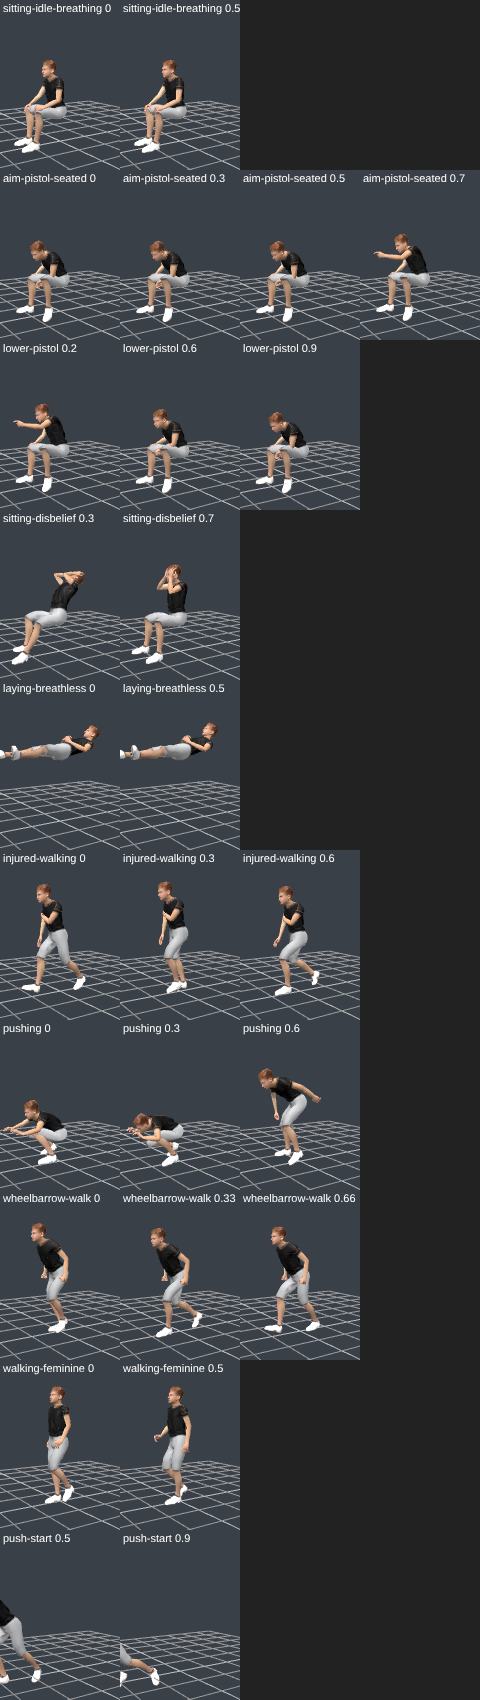 sitting-idle-breathing 0
sitting-idle-breathing 0.5
aim-pistol-seated 0
aim-pistol-seated 0.3
aim-pistol-seated 0.5
aim-pistol-seated 0.7
lower-pistol 0.2
lower-pistol 0.6
lower-pistol 0.9
sitting-disbelief 0.3
sitting-disbelief 0.7
laying-breathless 0
laying-breathless 0.5
injured-walking 0
injured-walking 0.3
injured-walking 0.6
pushing 0
pushing 0.3
pushing 0.6
wheelbarrow-walk 0
wheelbarrow-walk 0.33
wheelbarrow-walk 0.66
walking-feminine 0
walking-feminine 0.5
push-start 0.5
push-start 0.9